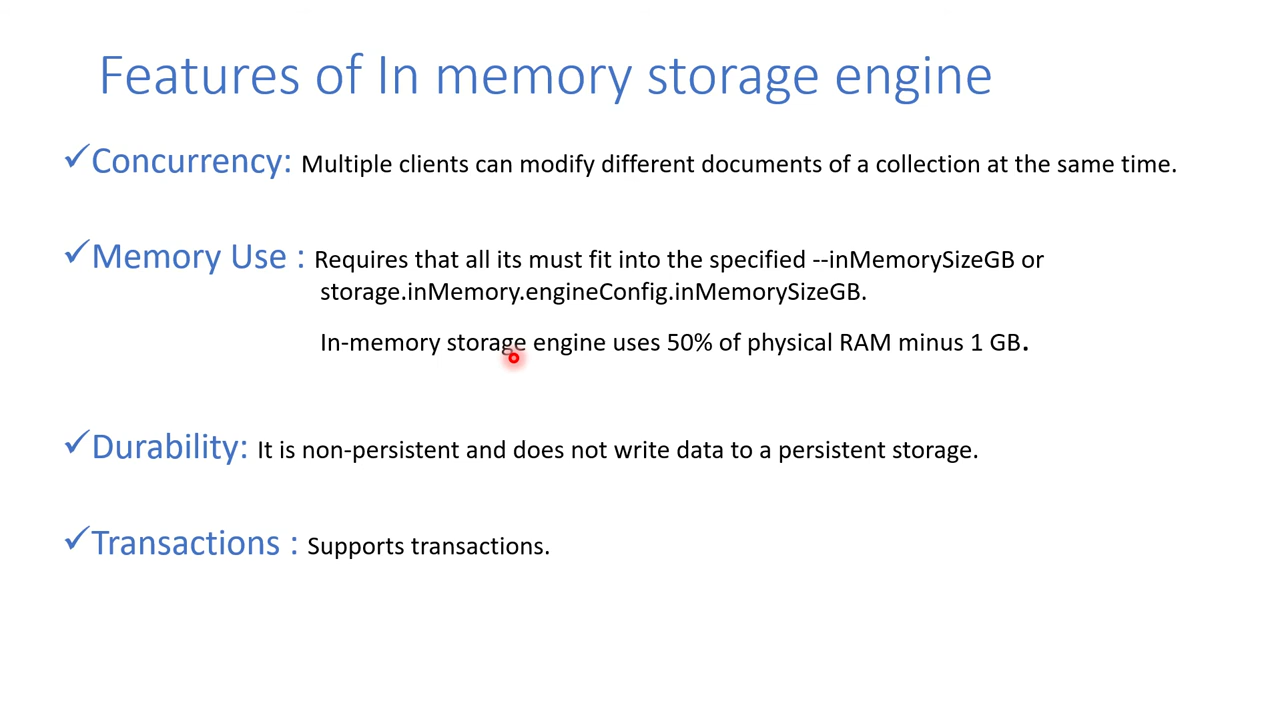 Features of In memory storage engine
✓Concurrency: Multiple clients can modify different documents of a collection at the same time.
✓Memory Use : Requires that all its must fit into the specified --inMemorySizeGB or
storage.inMemory.engineConfig.inMemorySizeGB.
In-memory storage engine uses 50% of physical RAM minus 1 GB.
✓Durability: It is non-persistent and does not write data to a persistent storage.
✓Transactions : Supports transactions.